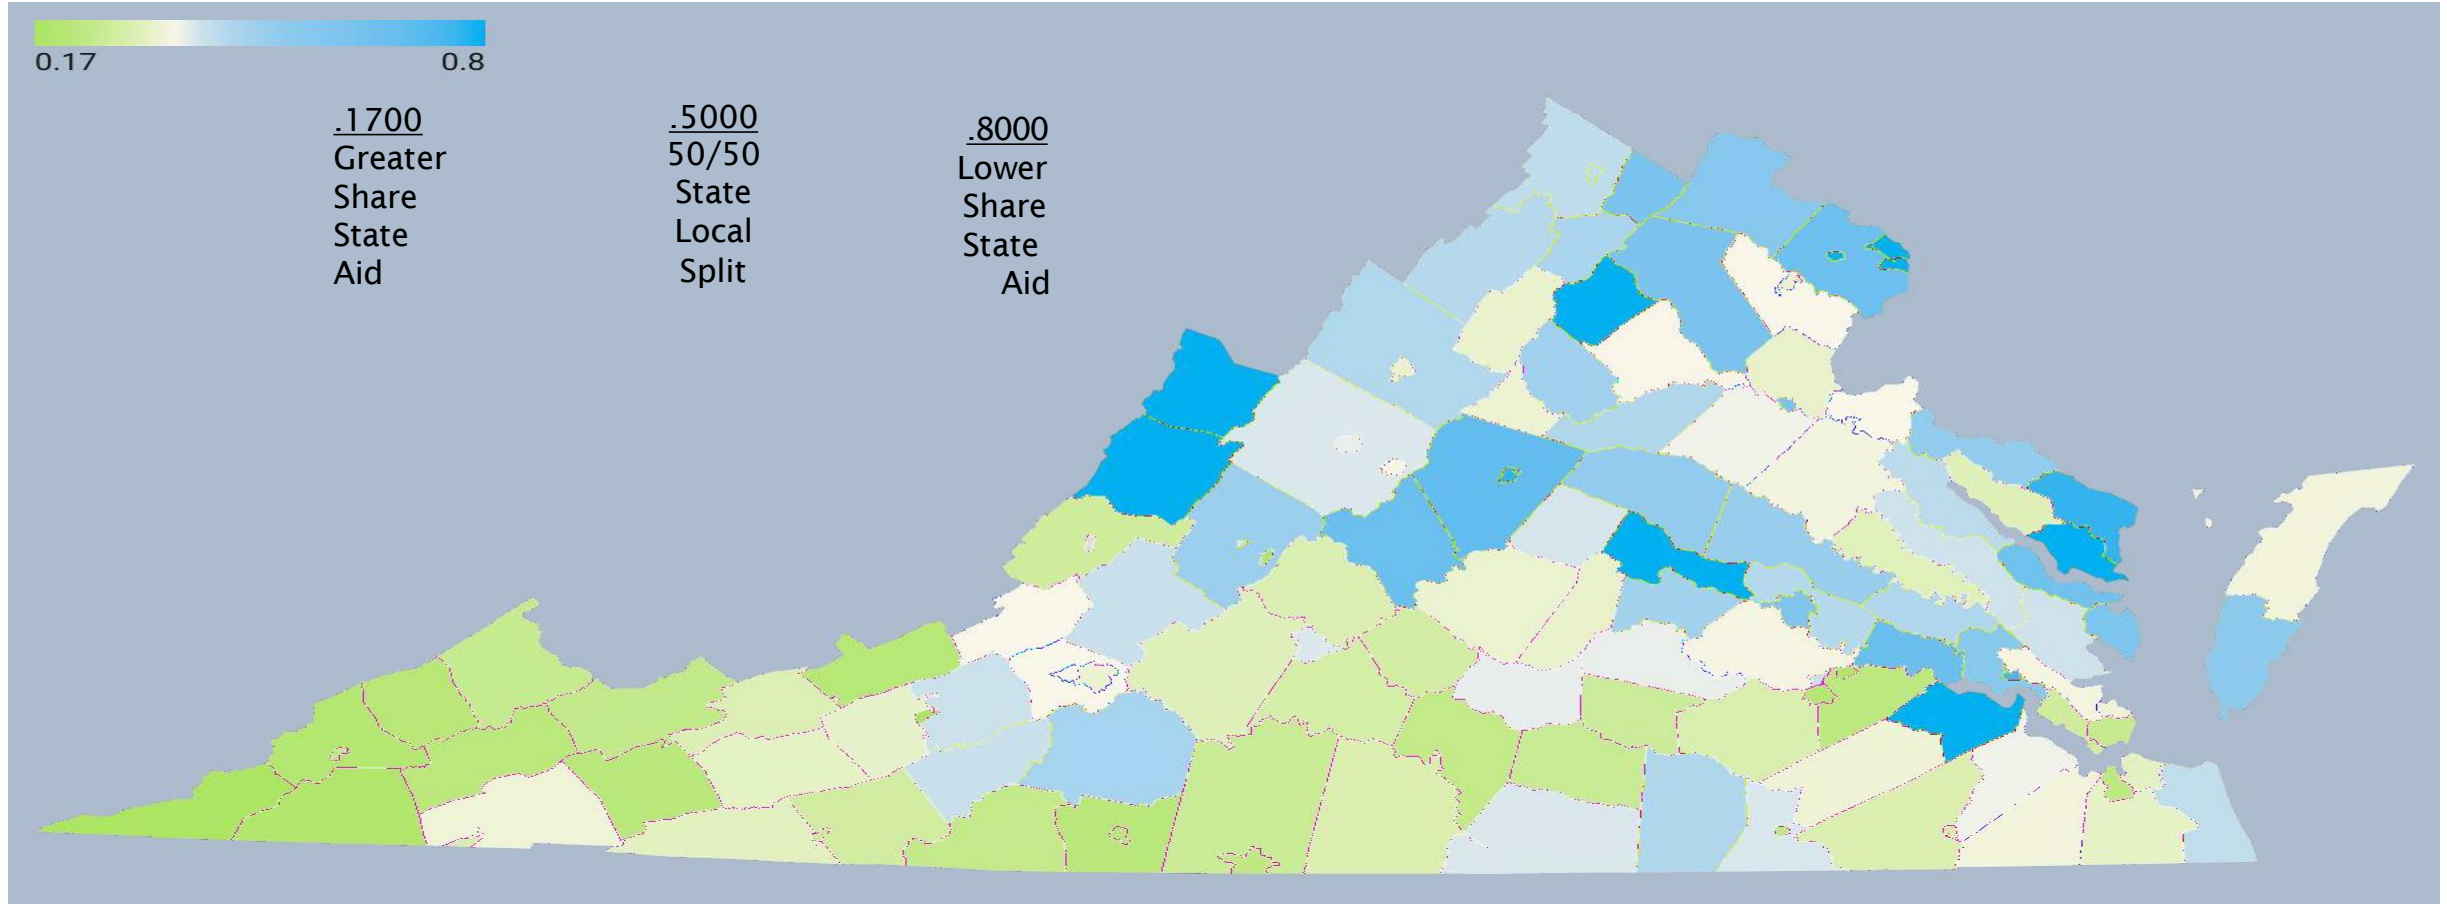 0.17
0.8
.1700
Greater
Share
State
Aid
.5000
50/50
State
Local
Split
.8000
Lower
Share
State
Aid